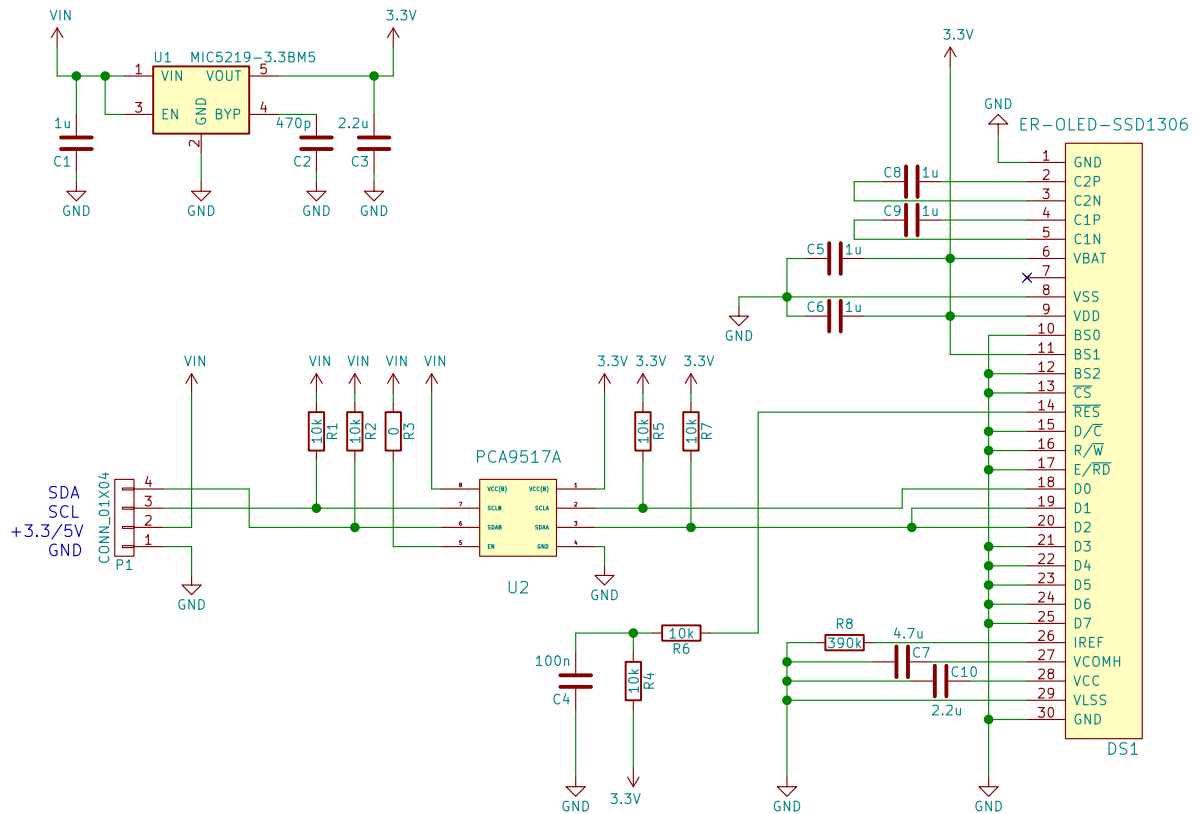 VIN
3.3V
U1 MIC5219-3.3BM5
1 VIN VOUT 5
3 EN GND BYP 4
2
1u
C1
470p
C2
2.2u
C3
GND
GND
GND
GND
3.3V
GND
ER-OLED-SSD1306
1 GND
C8 1u
2 C2P
3 C2N
C9 1u
4 C1P
5 C1N
C5 1u
6 VBAT
7
8 VSS
C6 1u
9 VDD
GND
10 BS0
11 BS1
12 BS2
13 CS
14 RES
15 D/C
16 R/W
17 E/RD
18 D0
19 D1
20 D2
21 D3
22 D4
23 D5
24 D6
25 D7
26 IREF
27 VCOMH
28 VCC
29 VLSS
30 GND
DS1
VIN
VIN
VIN
VIN
VIN
3.3V
3.3V
3.3V
10k R1
10k R2
0 R3
10k R5
10k R7
PCA9517A
8 VCC(B) VCC(B) 1
7 SCLB SCLA 2
6 SDAB SDAA 3
5 EN GND 4
U2
GND
SDA
SCL
+3.3/5V
GND
CONN_01X04
4
3
2
1
P1
GND
10k
R6
100n
C4
10k R4
GND
3.3V
R8
390k
4.7u
C7
C10
2.2u
GND
GND